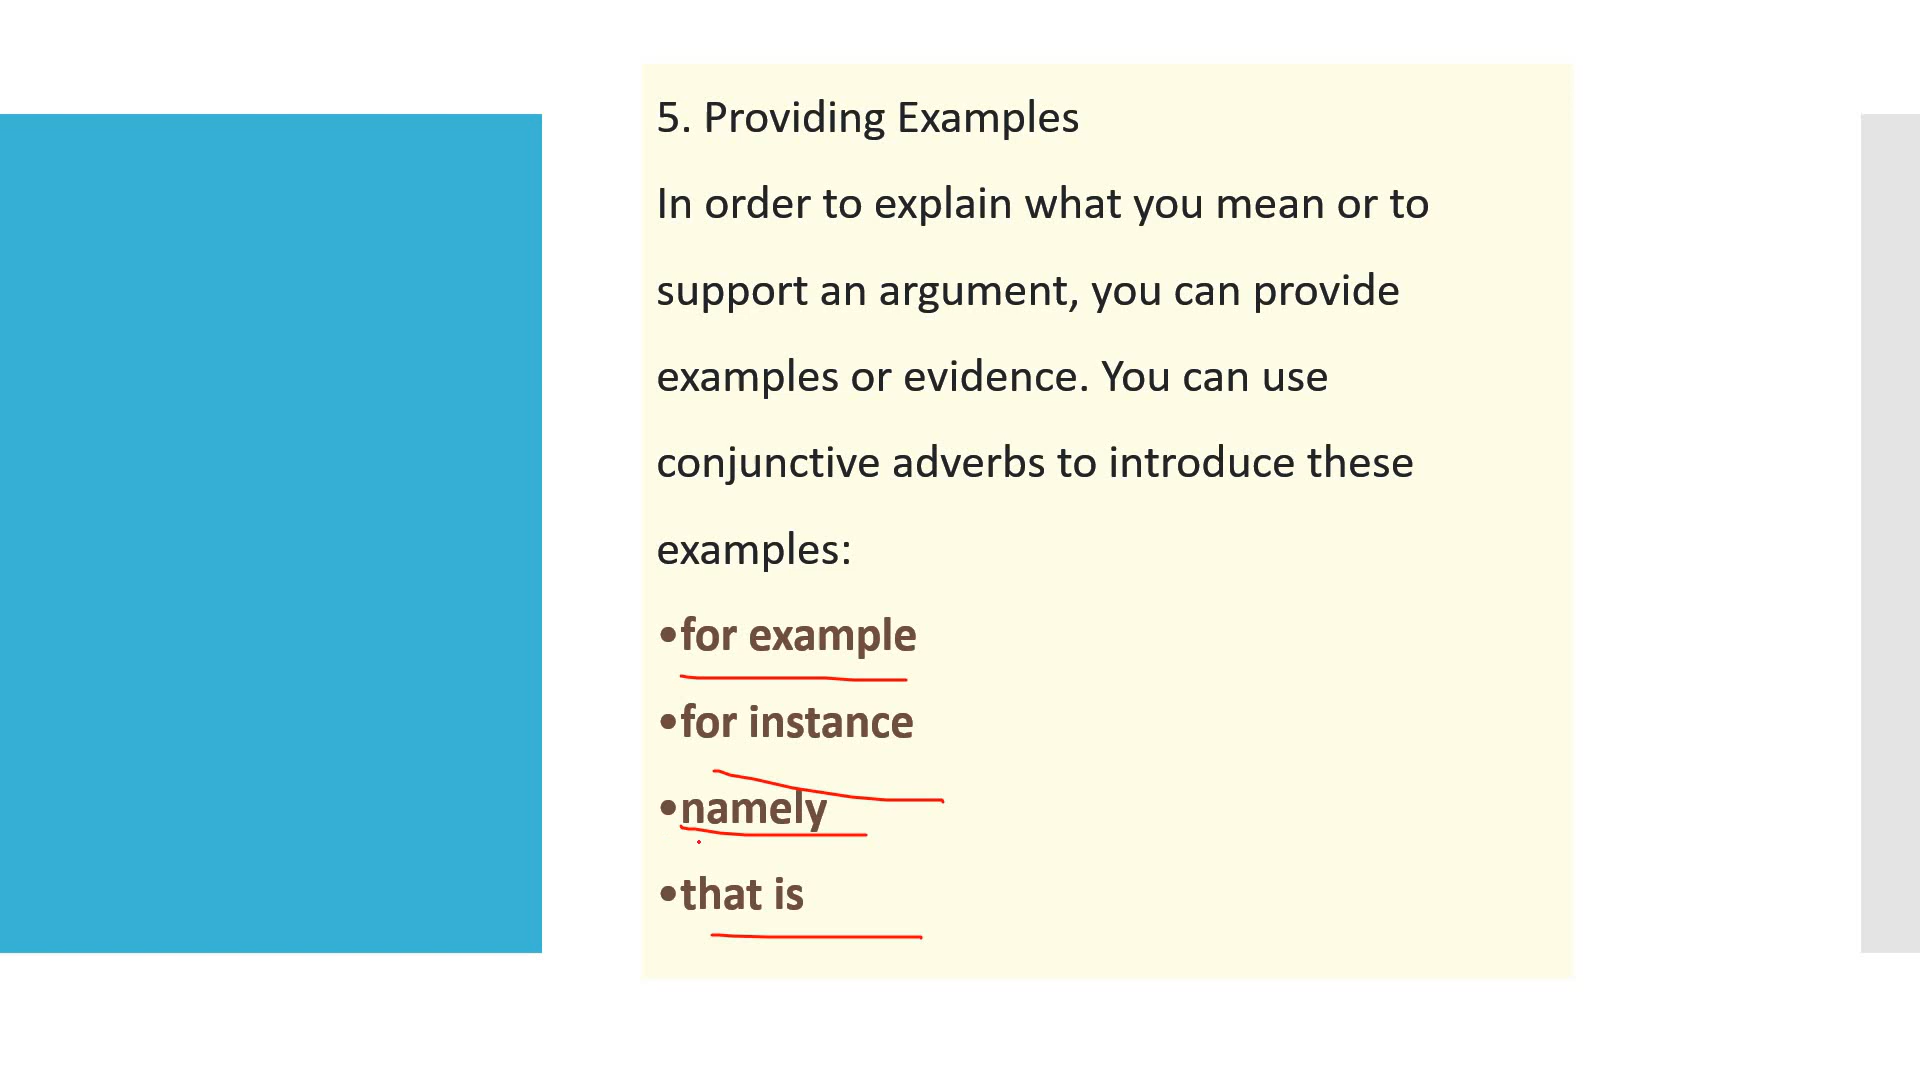 5. Providing Examples
In order to explain what you mean or to
support an argument, you can provide
examples or evidence. You can use
conjunctive adverbs to introduce these
examples:
•for example
•for instance
•namely
•that is